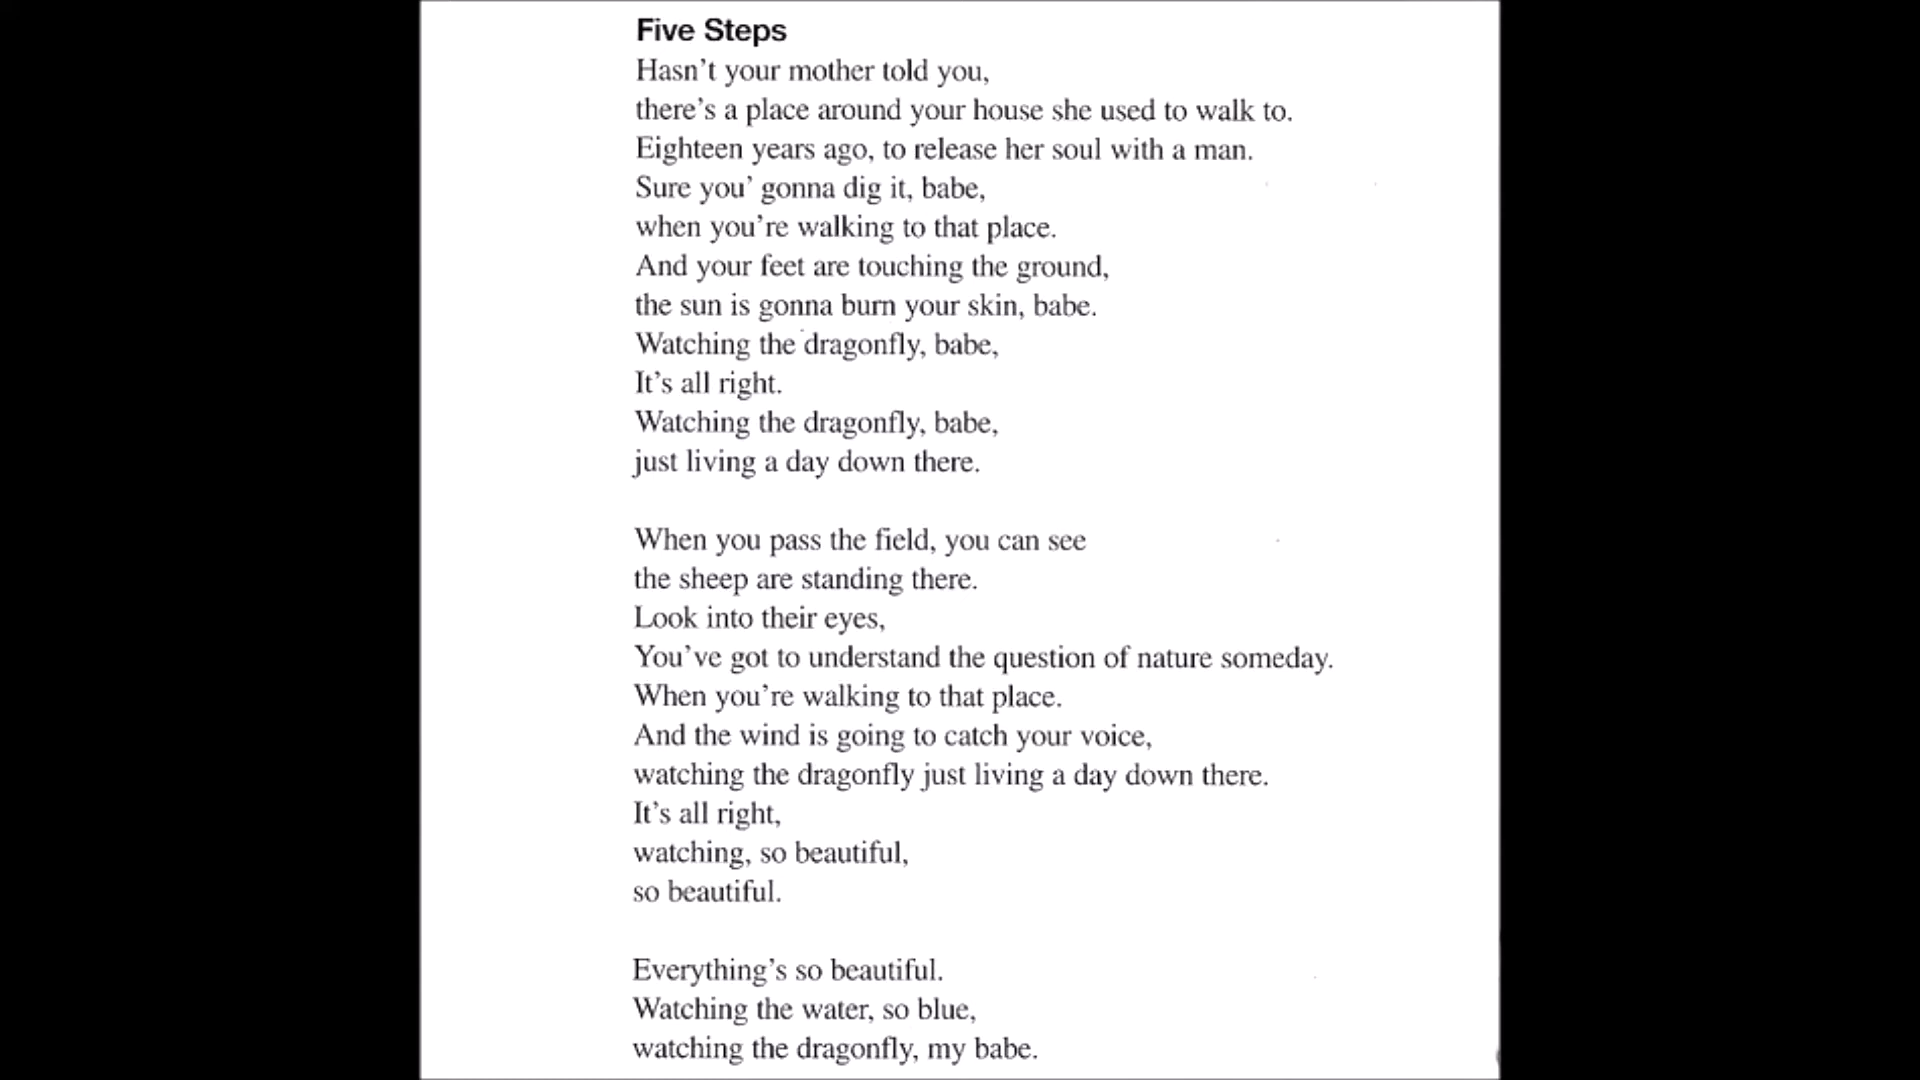 Five Steps
Hasn't your mother told you,
there's a place around your house she used to walk to.
Eighteen years ago, to release her soul with a man.
Sure you' gonna dig it, babe,
when you're walking to that place.
And your feet are touching the ground,
the sun is gonna burn your skin, babe.
Watching the dragonfly, babe,
It's all right.
Watching the dragonfly, babe,
just living a day down there.
When you pass the field, you can see
the sheep are standing there.
Look into their eyes,
You've got to understand the question of nature someday.
When you're walking to that place.
And the wind is going to catch your voice,
watching the dragonfly just living a day down there.
It's all right,
watching, so beautiful,
so beautiful.
Everything's so beautiful.
Watching the water, so blue,
watching the dragonfly, my babe.